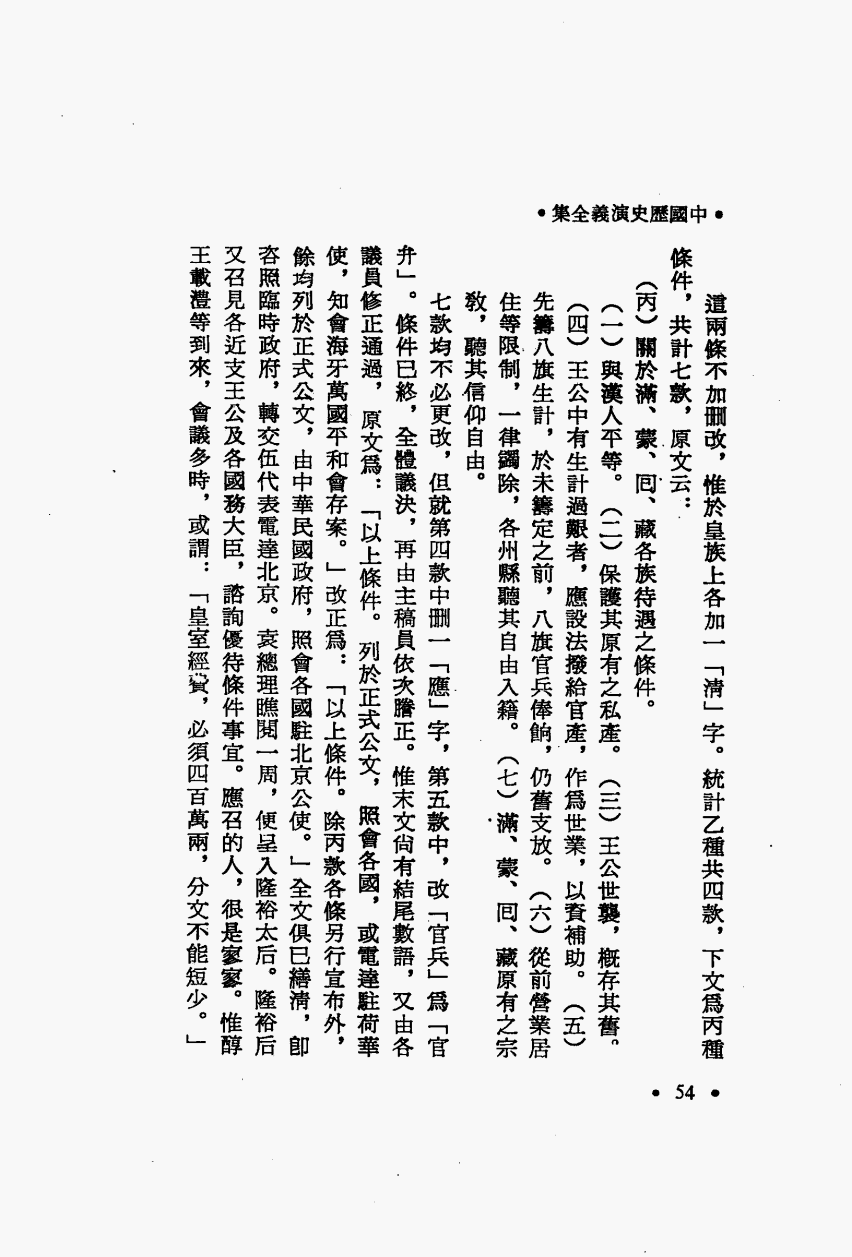 •中國歷史演義全集•
這兩條不加刪改，惟於皇族上各加一「清」字。統計乙種共四款，下文爲丙種
條件，共計七款，原文云：
（丙）關於滿、蒙、回、藏各族待遇之條件。
（一）與漢人平等。（二）保護其原有之私產。（三）王公世襲，概存其舊。
（四）王公中有生計過艱者，應設法撥給官產，作爲世業，以資補助。（五）
先籌八旗生計，於未籌定之前，八旗官兵俸餉，仍舊支放。（六）從前營業居
住等限制，一律蠲除，各州縣聽其自由入籍。（七）滿、蒙、回、藏原有之宗
敎，聽其信仰自由。
七款均不必更改，但就第四款中刪一「應」字，第五款中，改「官兵」爲「官
弁」。條件已終，全體議決，再由主稿員依次謄正。惟末文尙有結尾數語，又由各
議員修正通過，原文爲：「以上條件。列於正式公文，照會各國，或電達駐荷華
使，知會海牙萬國平和會存案。」改正爲：「以上條件。除丙款各條另行宣布外，
餘均列於正式公文，由中華民國政府，照會各國駐北京公使。」全文俱已繕淸，卽
咨照臨時政府，轉交伍代表電達北京。袁總理瞧閱一周，便呈入隆裕太后。隆裕后
又召見各近支王公及各國務大臣，諮詢優待條件事宜。應召的人，很是寥寥。惟醇
王載灃等到來，會議多時，或謂：「皇室經費，必須四百萬兩，分文不能短少。」
• 54 •